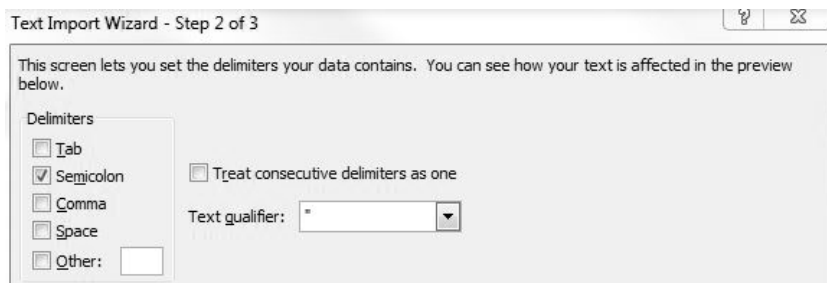 Text Import Wizard - Step 2 of 3
This screen lets you set the delimiters your data contains.  You can see how your text is affected in the preview
below.
Delimiters
Tab
Semicolon
Treat consecutive delimiters as one
Comma
Text qualifier: "
Space
Other: